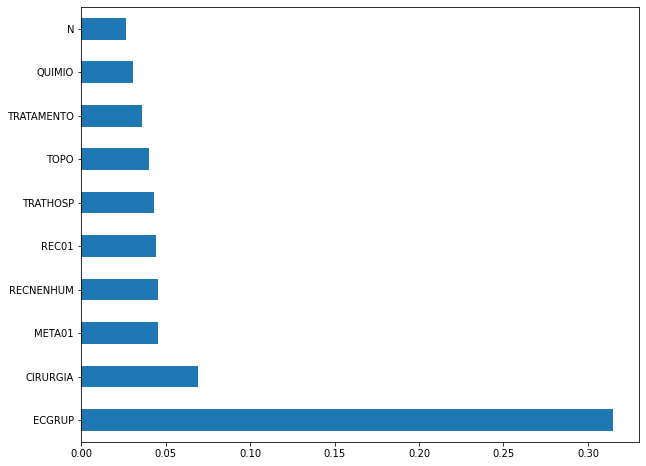 N
QUIMIO
TRATAMENTO
TOPO
TRATHOSP
REC01
RECNENHUM
META01
CIRURGIA
ECGRUP
0.00 0.05 0.10 0.15 0.20 0.25 0.30